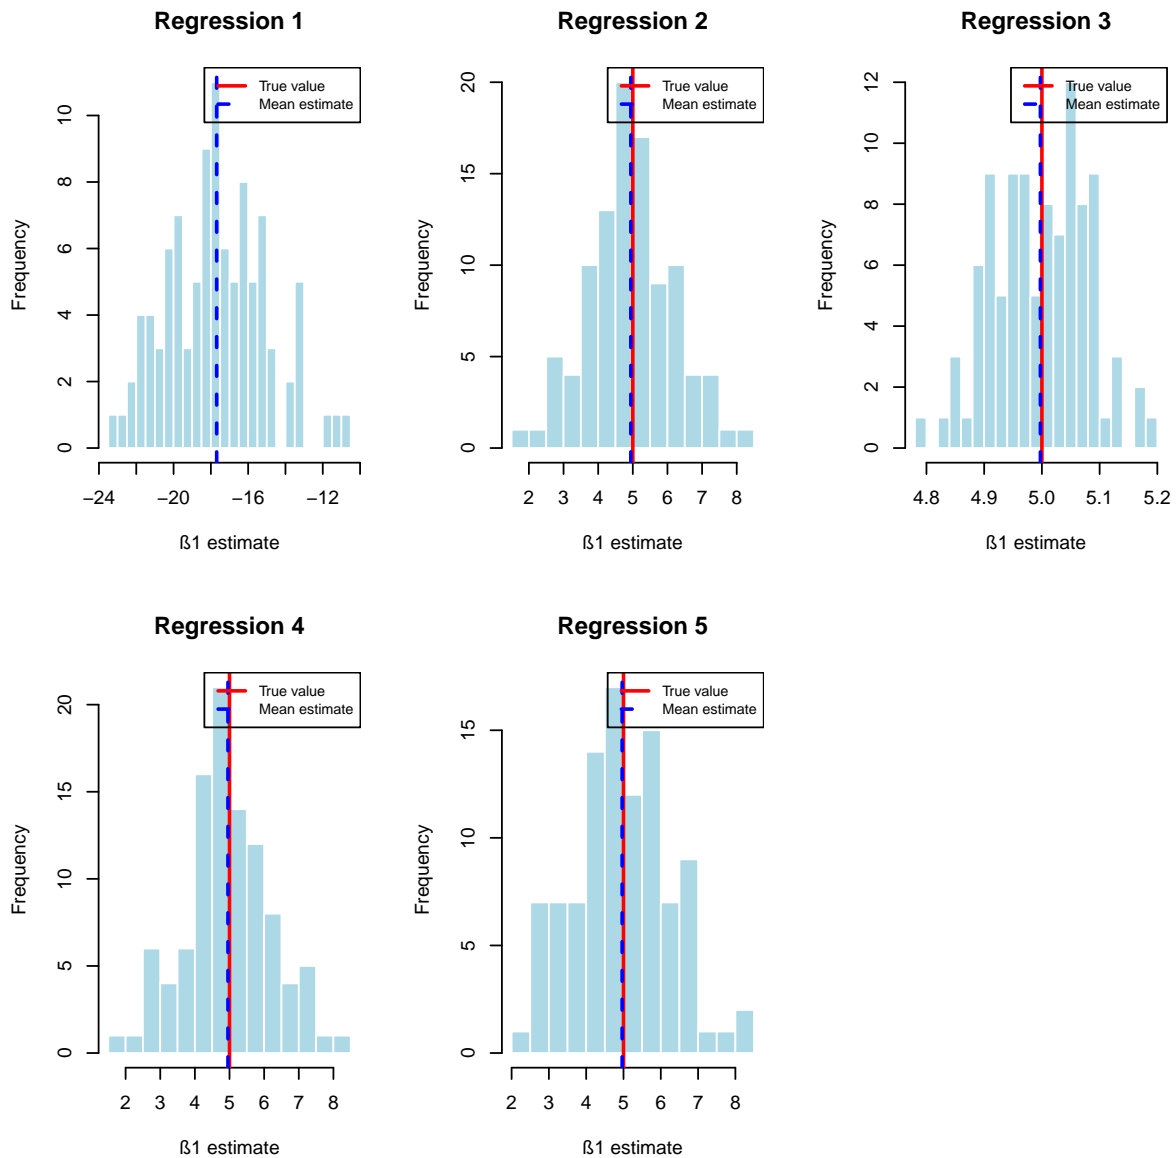 Regression 1
True value
Mean estimate
Frequency
0 2 4 6 8 10
−24 −20 −16 −12
ß1 estimate
Regression 2
True value
Mean estimate
Frequency
0 5 10 15 20
2 3 4 5 6 7 8
ß1 estimate
Regression 3
True value
Mean estimate
Frequency
0 2 4 6 8 10 12
4.8 4.9 5.0 5.1 5.2
ß1 estimate
Regression 4
True value
Mean estimate
Frequency
0 5 10 15 20
2 3 4 5 6 7 8
ß1 estimate
Regression 5
True value
Mean estimate
Frequency
0 5 10 15
2 3 4 5 6 7 8
ß1 estimate